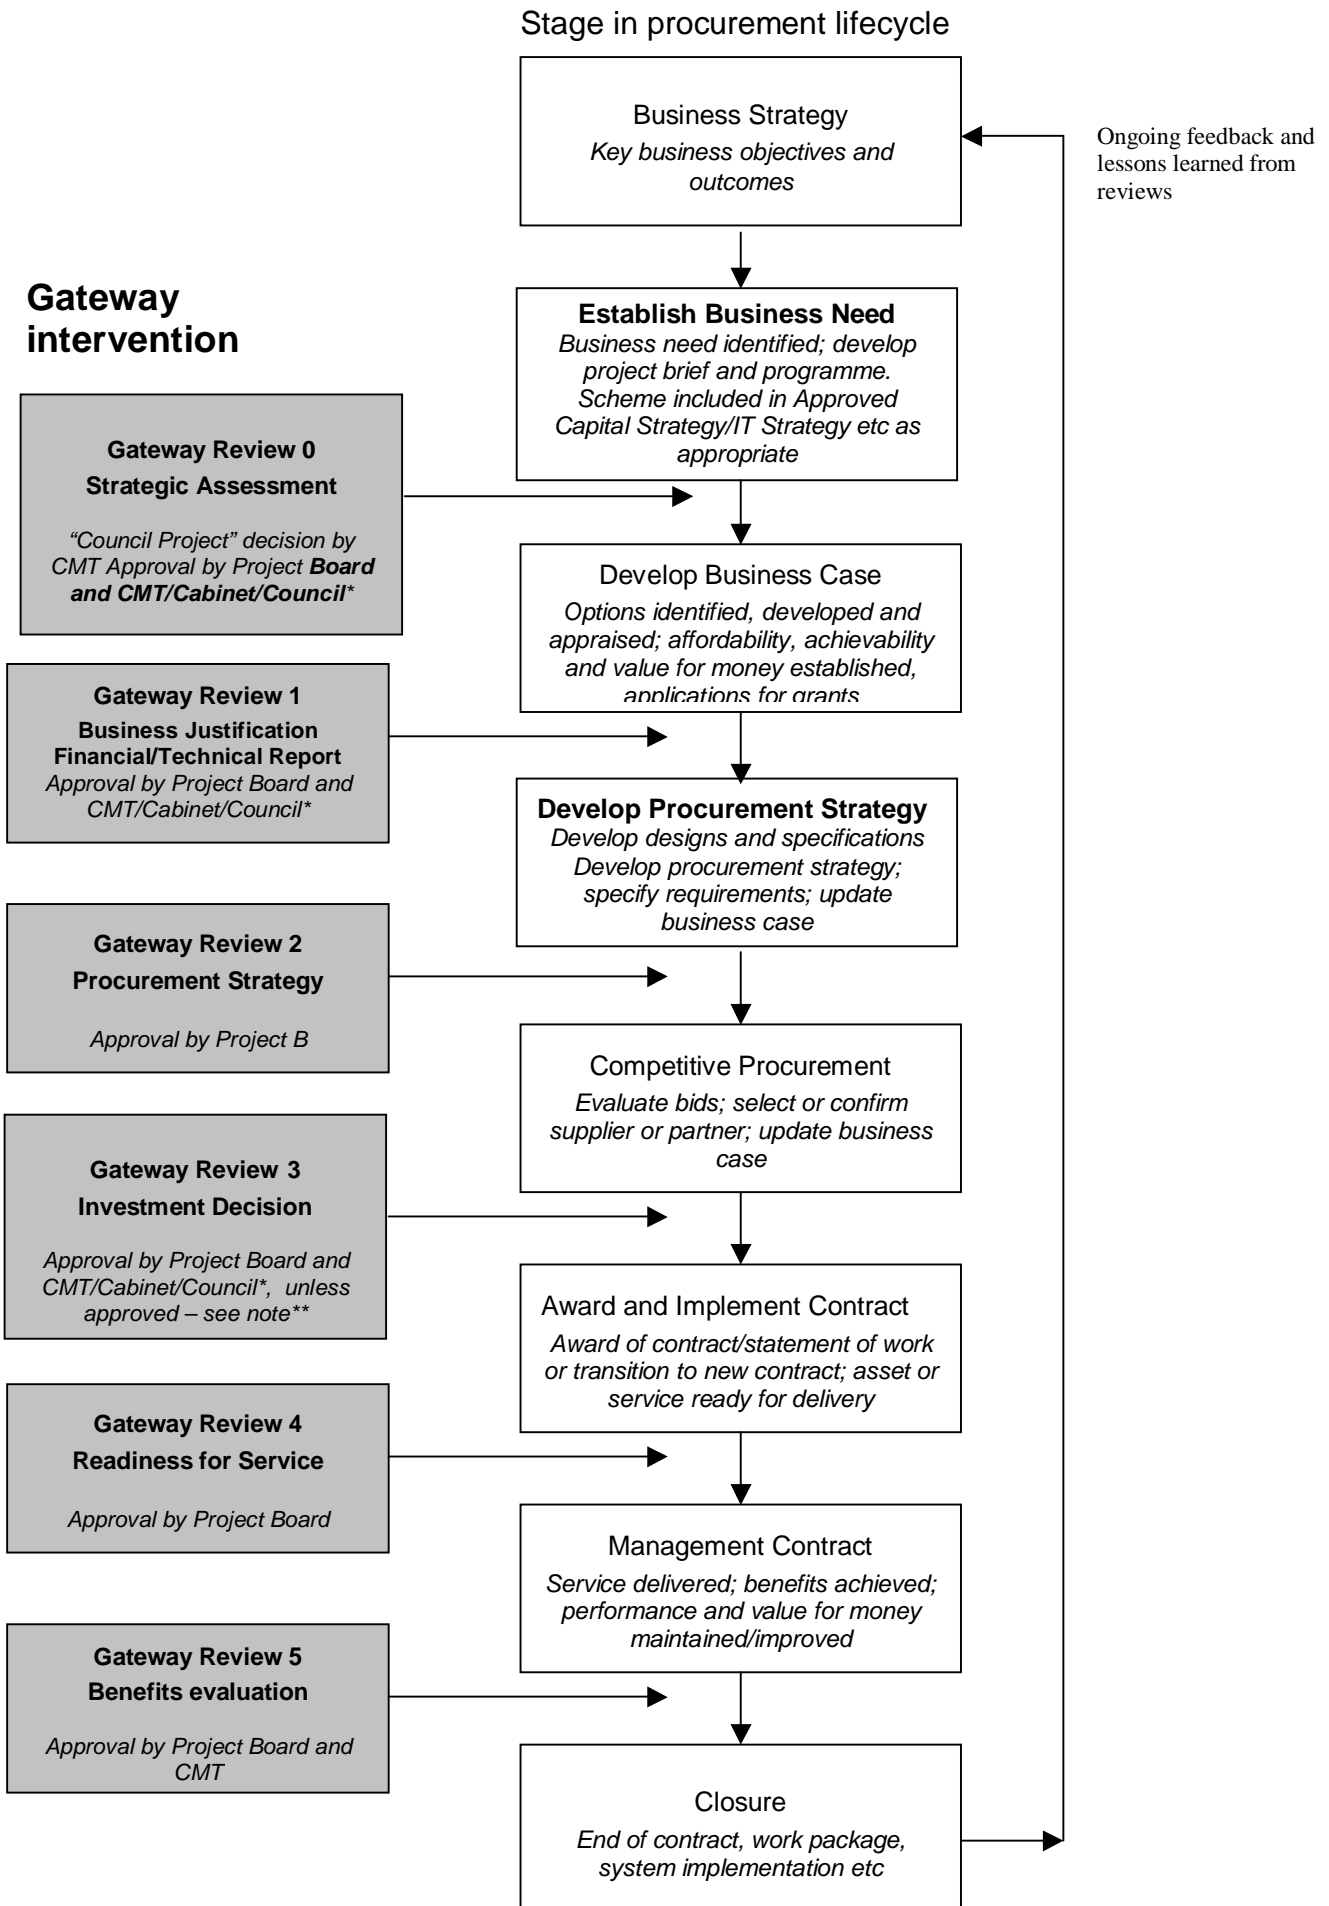 Stage in procurement lifecycle
Business Strategy
Key business objectives and
outcomes
Ongoing feedback and
lessons learned from
reviews
Gateway
intervention
Establish Business Need
Business need identified; develop
project brief and programme.
Scheme included in Approved
Capital Strategy/IT Strategy etc as
appropriate
Gateway Review 0
Strategic Assessment
“Council Project” decision by
CMT Approval by Project Board
and CMT/Cabinet/Council*
Develop Business Case
Options identified, developed and
appraised; affordability, achievability
and value for money established,
applications for grants
Gateway Review 1
Business Justification
Financial/Technical Report
Approval by Project Board and
CMT/Cabinet/Council*
Develop Procurement Strategy
Develop designs and specifications
Develop procurement strategy;
specify requirements; update
business case
Gateway Review 2
Procurement Strategy
Approval by Project B
Competitive Procurement
Evaluate bids; select or confirm
supplier or partner; update business
case
Gateway Review 3
Investment Decision
Approval by Project Board and
CMT/Cabinet/Council*, unless
approved – see note**
Award and Implement Contract
Award of contract/statement of work
or transition to new contract; asset or
service ready for delivery
Gateway Review 4
Readiness for Service
Approval by Project Board
Management Contract
Service delivered; benefits achieved;
performance and value for money
maintained/improved
Gateway Review 5
Benefits evaluation
Approval by Project Board and
CMT
Closure
End of contract, work package,
system implementation etc